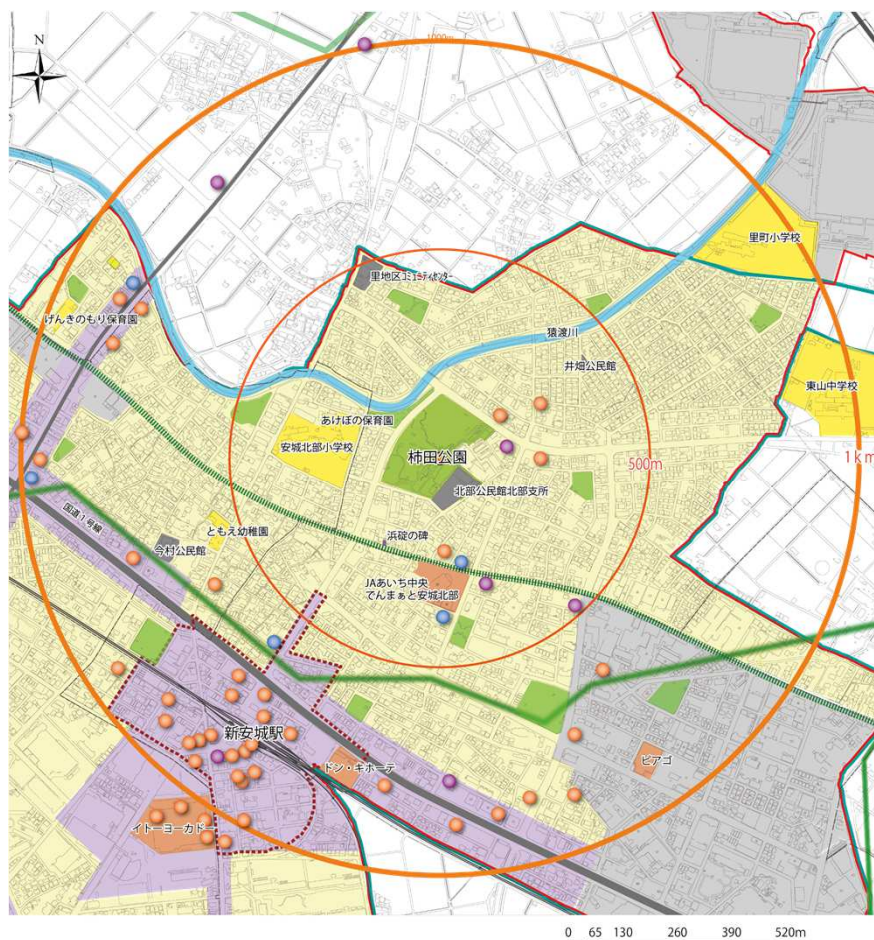 1000m
N
里町小学校
里地区コミュニティセンター
げんきのもり保育園
猿渡川
井畑公民館
東山中学校
あけぼの保育園
安城北部小学校
柿田公園
500m
1km
北部公民館北部支所
国道1号線
ともえ幼稚園
浜碇の碑
今村公民館
JAあいち中央
でんまぁと安城北部
新安城駅
ドン・キホーテ
ピアゴ
イトーヨーカドー
0 65 130 260 390 520m